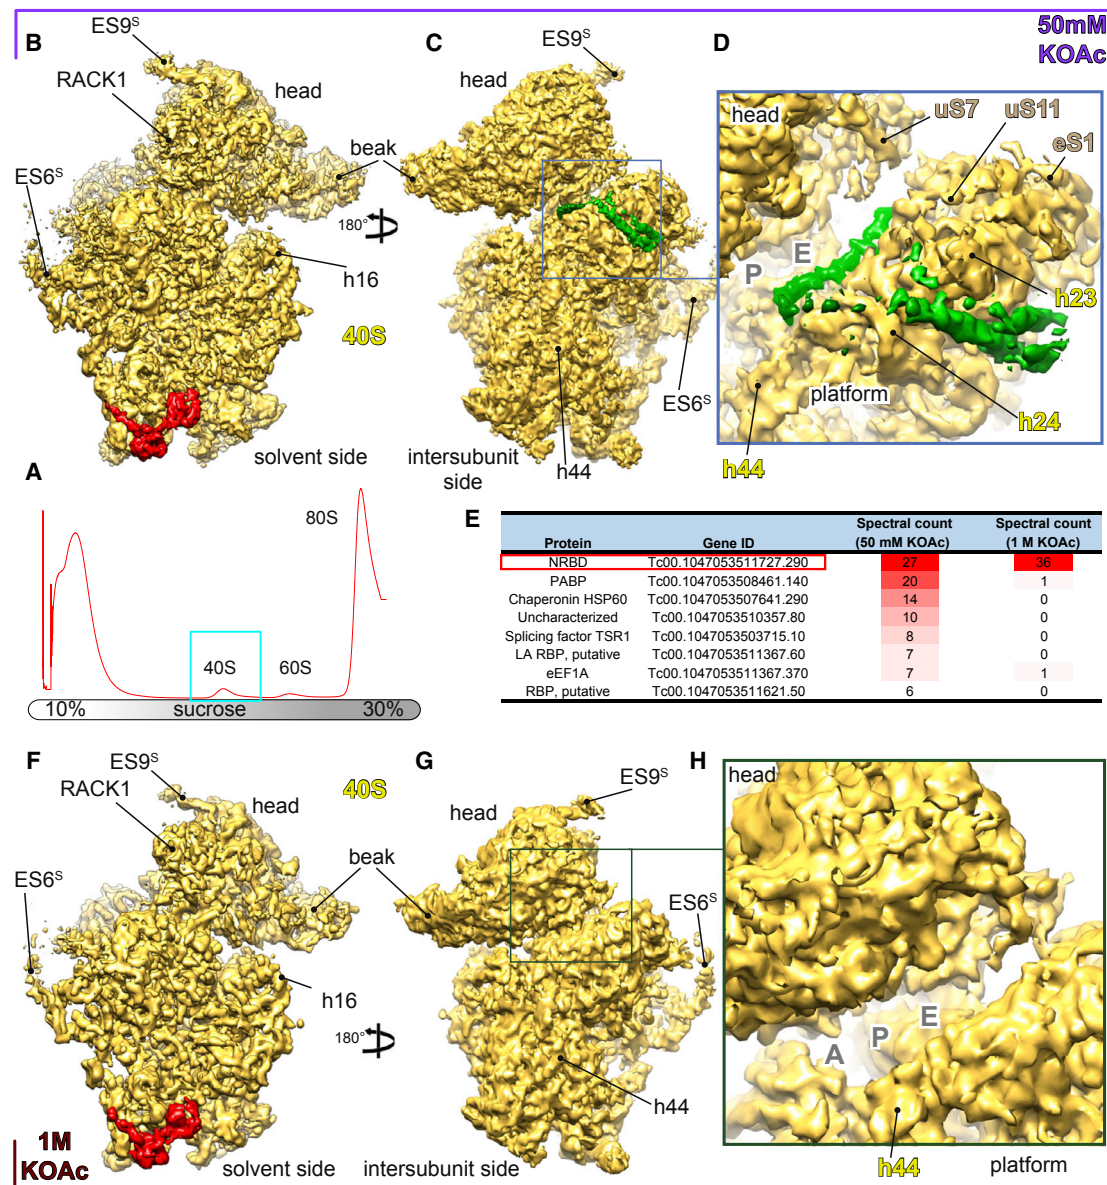 50mM
KOAc
B
ES9S
RACK1
head
ES6S
beak
180°
h16
40S
solvent side
C
ES9S
head
ES6S
h44
intersubunit
side
D
head
uS7
uS11
eS1
P
E
h23
platform
h24
h44
A
80S
40S
60S
10%
sucrose
30%
E
Protein Gene ID Spectral count (50 mM KOAc) Spectral count (1 M KOAc)
NRBD Tc00.1047053511727.290 27 36
PABP Tc00.1047053508461.140 20 1
Chaperonin HSP60 Tc00.1047053507641.290 14 0
Uncharacterized Tc00.1047053510357.80 10 0
Splicing factor TSR1 Tc00.1047053503715.10 8 0
LA RBP, putative Tc00.1047053511367.60 7 0
eEF1A Tc00.1047053511367.370 7 1
RBP, putative Tc00.1047053511621.50 6 0
F
ES9S
RACK1
head
40S
ES6S
beak
h16
180°
solvent side
1M
KOAc
G
ES9S
head
ES6S
h44
intersubunit side
H
head
A
P
E
h44
platform